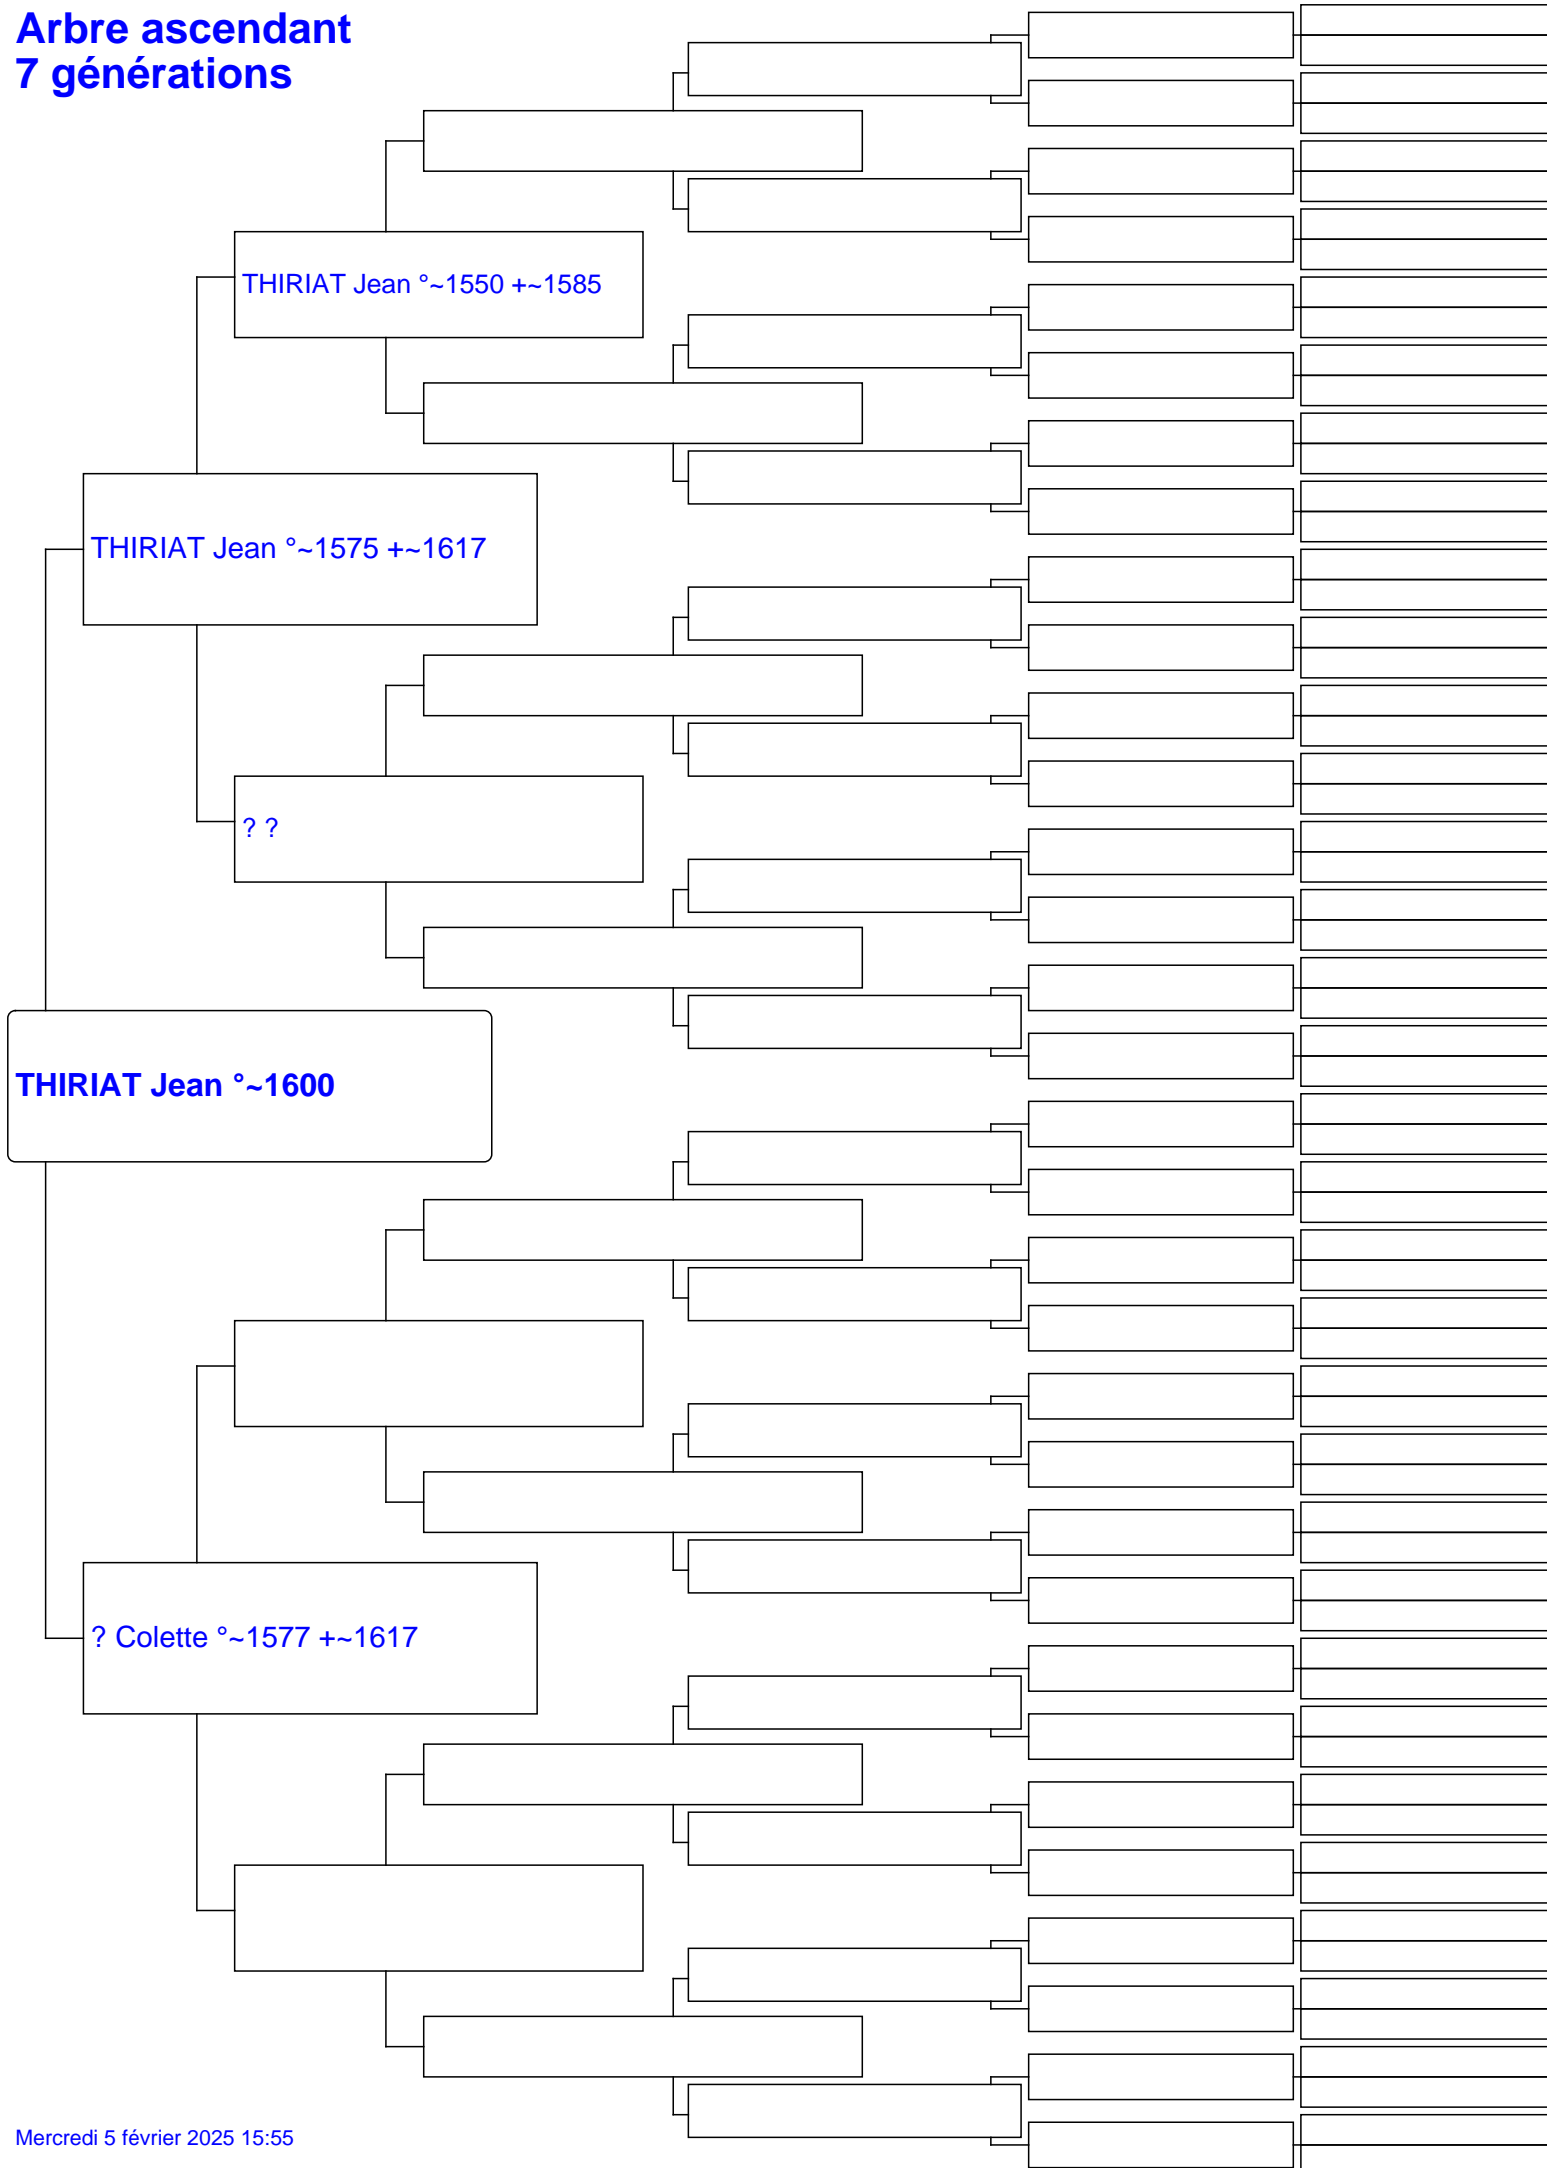 Arbre ascendant
7 générations
THIRIAT Jean °~1550 +~1585
THIRIAT Jean °~1575 +~1617
? ?
THIRIAT Jean °~1600
? Colette °~1577 +~1617
Mercredi 5 février 2025 15:55